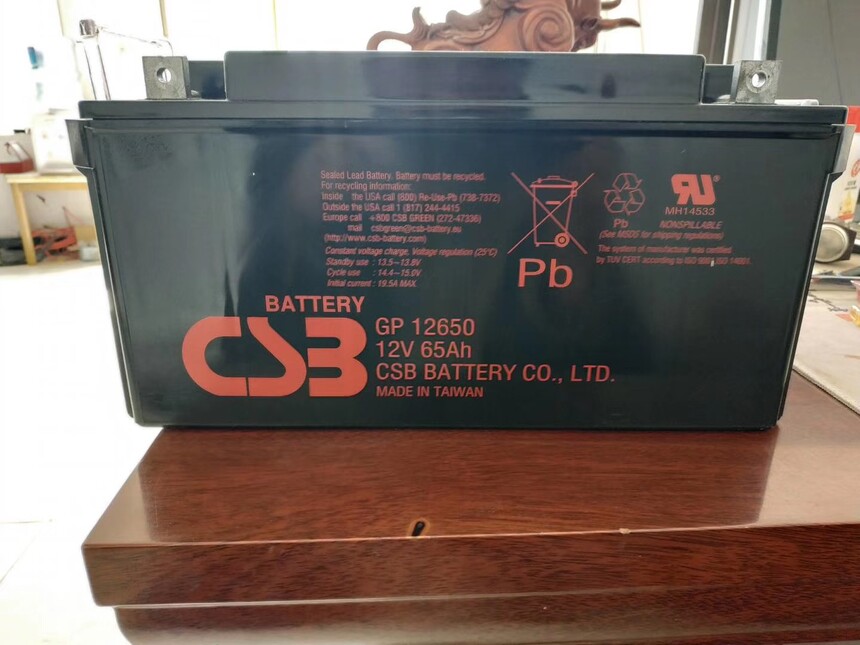 Sealed Lead Battery. Battery must be recycled.
For recycling information:
Inside the USA call (800) Re-Use-Pb (738-7372)
Outside the USA call 1 (817) 244-4415
Europe call +800 CSB GREEN (272-47336)
mail csbgreen@csb-battery.eu
(http://www.csb-battery.com)
Constant voltage charge. Voltage regulation (25°C)
Standby use : 13.5~13.8V
Cycle use : 14.4~15.0V
Initial current : 19.5A MAX.
Pb
Pb
RU
MH14533
NONSPILLABLE
(See MSDS for shipping regulations)
The system of manufacturer was certified
by TUV CERT according to ISO 9001, ISO 14001.
BATTERY
CSB
GP 12650
12V 65Ah
CSB BATTERY CO., LTD.
MADE IN TAIWAN